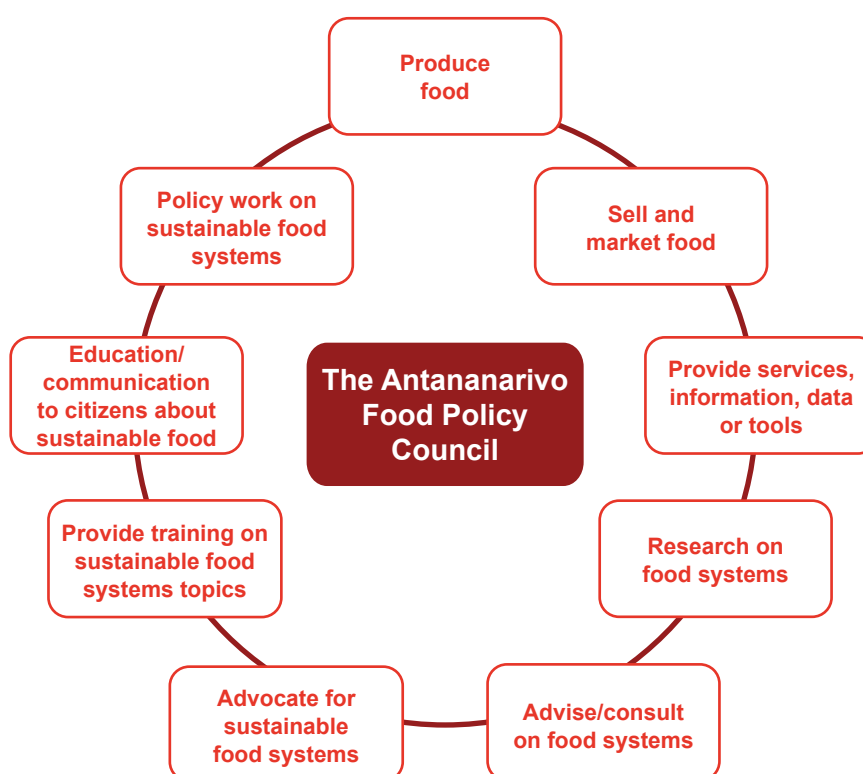 Produce
food
Sell and
market food
Provide services,
information, data
or tools
Research on
food systems
Advise/consult
on food systems
Advocate for
sustainable
food systems
Provide training on
sustainable food
systems topics
Education/
communication
to citizens about
sustainable food
Policy work on
sustainable food
systems
The Antananarivo
Food Policy
Council